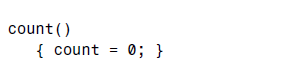 count()
   { count = 0; }